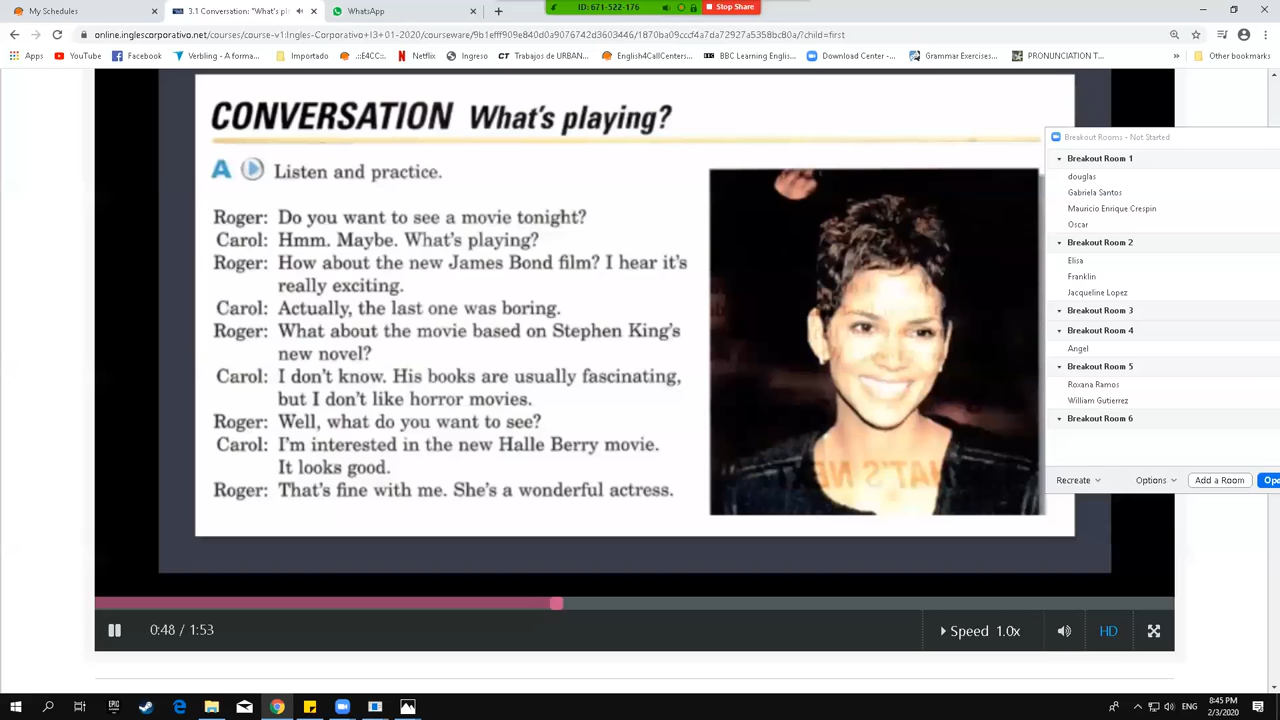 My Schedules
3.1 Conversation: "What's pl
WhatsApp
ID: 671-522-176
Stop Share
online.inglescorporativo.net/courses/course-v1:Ingles-Corporativo+I3+01-2020/courseware/9b1efff909e840d0a9076742d3603446/1870ba09ccd4a7da72927a5358bc80a/?child=first
Apps
YouTube
Facebook
Verbling - A forma...
Importado
.::E4CC::.
Netflix
Ingreso
CT Trabajos de URBAN...
English4CallCenters...
BBC BBC Learning Englis...
Download Center -...
Grammar Exercises...
PRONUNCIATION T...
»
Other bookmarks
CONVERSATION What's playing?
A Listen and practice.
Roger: Do you want to see a movie tonight?
Carol: Hmm. Maybe. What's playing?
Roger: How about the new James Bond film? I hear it's
really exciting.
Carol: Actually, the last one was boring.
Roger: What about the movie based on Stephen King's
new novel?
Carol: I don't know. His books are usually fascinating,
but I don't like horror movies.
Roger: Well, what do you want to see?
Carol: I'm interested in the new Halle Berry movie.
It looks good.
Roger: That's fine with me. She's a wonderful actress.
Breakout Rooms - Not Started
Breakout Room 1
douglas
Gabriela Santos
Mauricio Enrique Crespin
Oscar
Breakout Room 2
Elisa
Franklin
Jacqueline Lopez
Breakout Room 3
Breakout Room 4
Angel
Breakout Room 5
Roxana Ramos
William Gutierrez
Breakout Room 6
Recreate
Options
Add a Room
Ope
0:48 / 1:53
Speed 1.0x
HD
EPIC
ENG
8:45 PM
2/3/2020